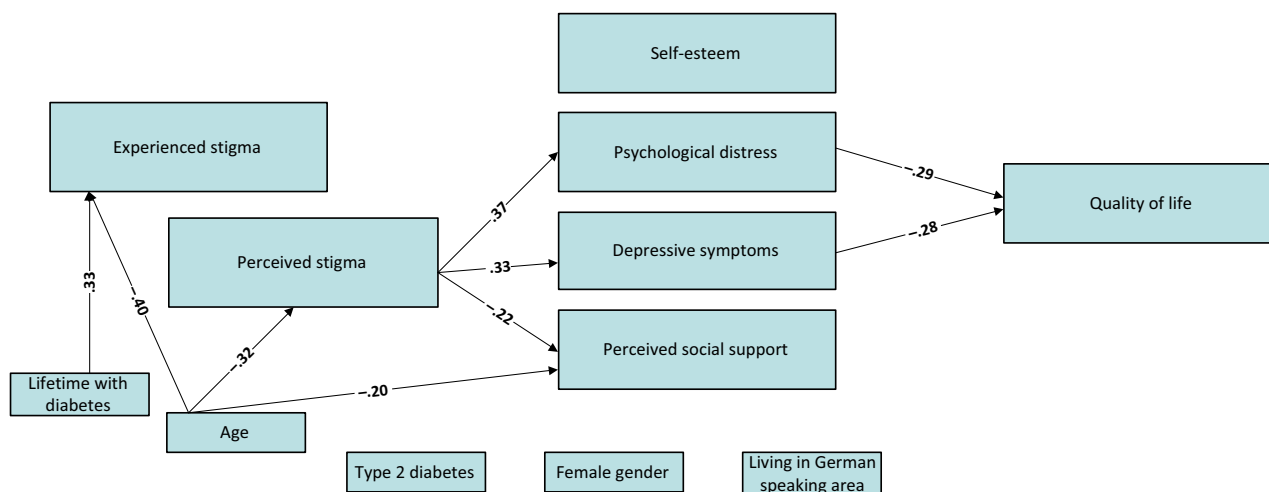 Self-esteem
Experienced stigma
Psychological distress
−.29
Quality of life
.37
Perceived stigma
.33
Depressive symptoms
−.28
.33
−.40
−.22
−.32
Perceived social support
−.20
Lifetime with
diabetes
Age
Type 2 diabetes
Female gender
Living in German
speaking area